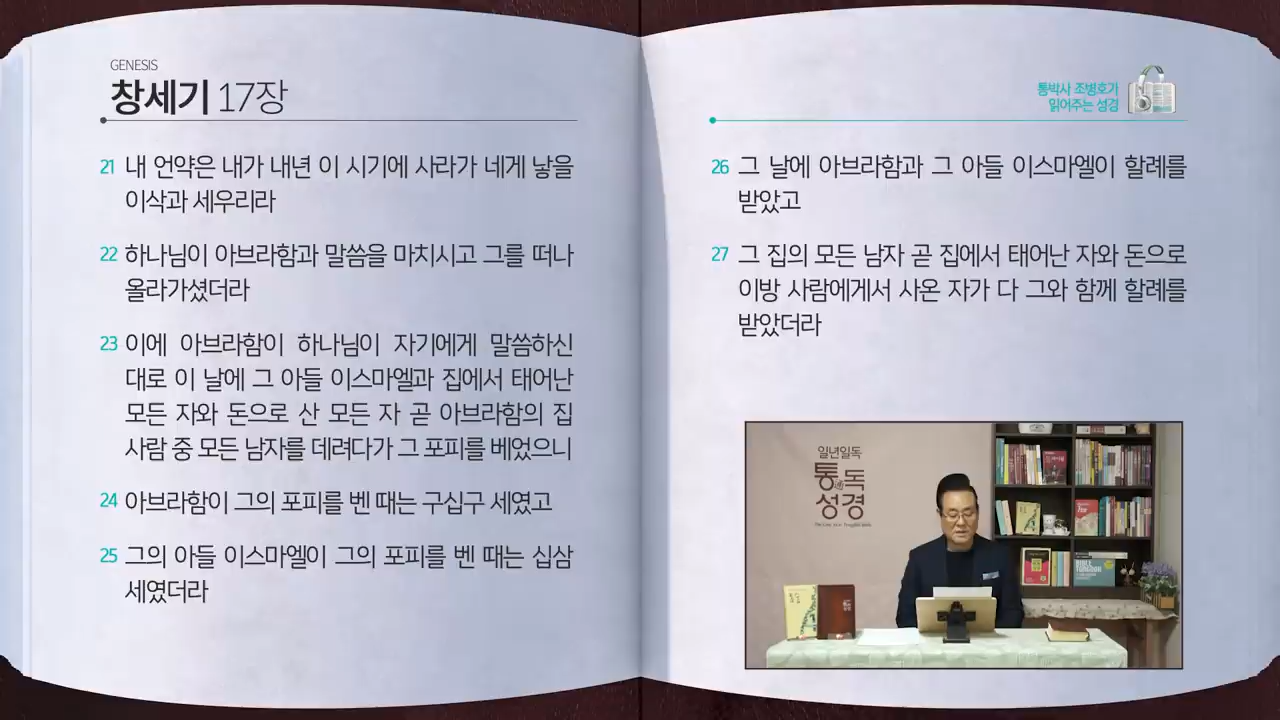 GENESIS
창세기 17장
통박사 조병호가
읽어주는 성경
21 내 언약은 내가 내년 이 시기에 사라가 네게 낳을
이삭과 세우리라
22 하나님이 아브라함과 말씀을 마치시고 그를 떠나
올라가셨더라
23 이에 아브라함이 하나님이 자기에게 말씀하신
대로 이 날에 그 아들 이스마엘과 집에서 태어난
모든 자와 돈으로 산 모든 자 곧 아브라함의 집
사람 중 모든 남자를 데려다가 그 포피를 베었으니
24 아브라함이 그의 포피를 벤 때는 구십구 세였고
25 그의 아들 이스마엘이 그의 포피를 벤 때는 십삼
세였더라
26 그 날에 아브라함과 그 아들 이스마엘이 할례를
받았고
27 그 집의 모든 남자 곧 집에서 태어난 자와 돈으로
이방 사람에게서 사온 자가 다 그와 함께 할례를
받았더라
일년일독
통독
성경